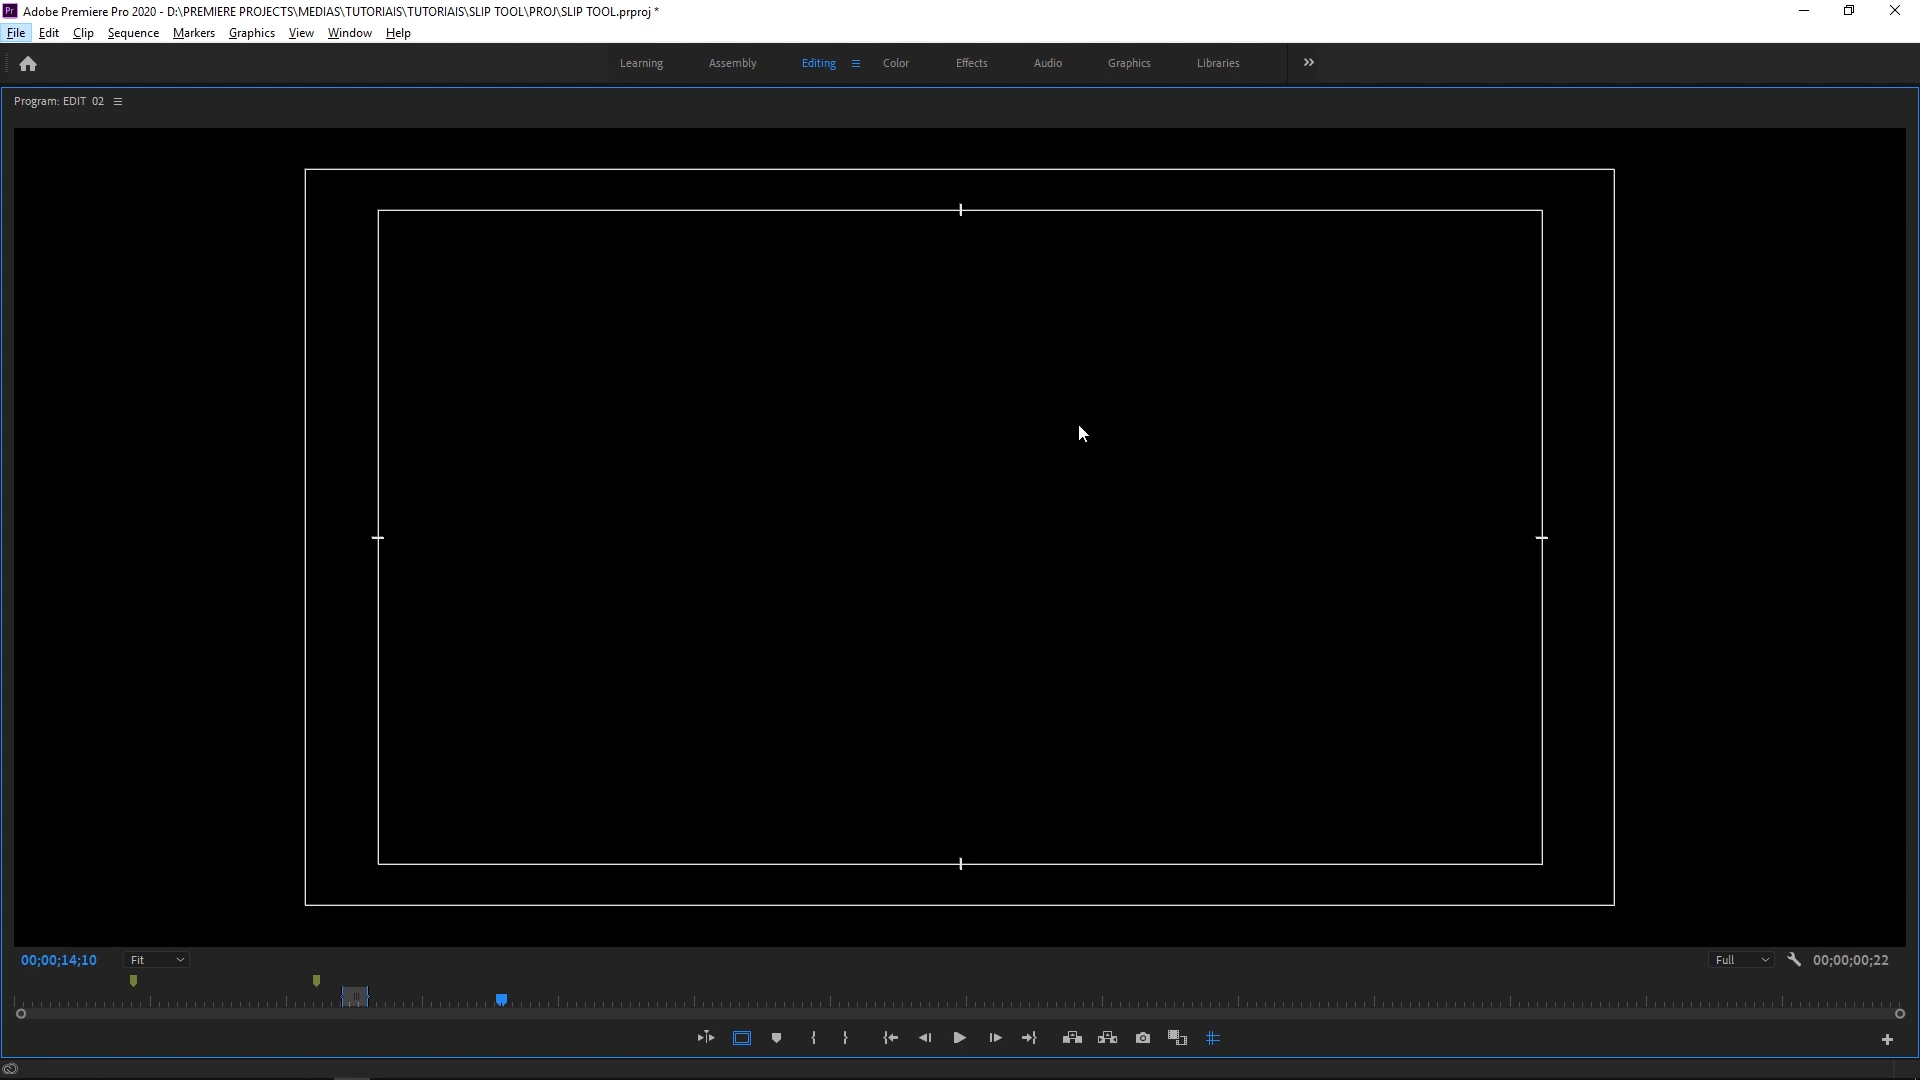 Pr Adobe Premiere Pro 2020 - D:\PREMIERE PROJECTS\MEDIAS\TUTORIAIS\TUTORIAIS\SLIP TOOL\PROJ\SLIP TOOL.prproj *
File Edit Clip Sequence Markers Graphics View Window Help
Learning Assembly Editing Color Effects Audio Graphics Libraries
Program: EDIT 02
00;00;14;10 Fit Full 00;00;00;22